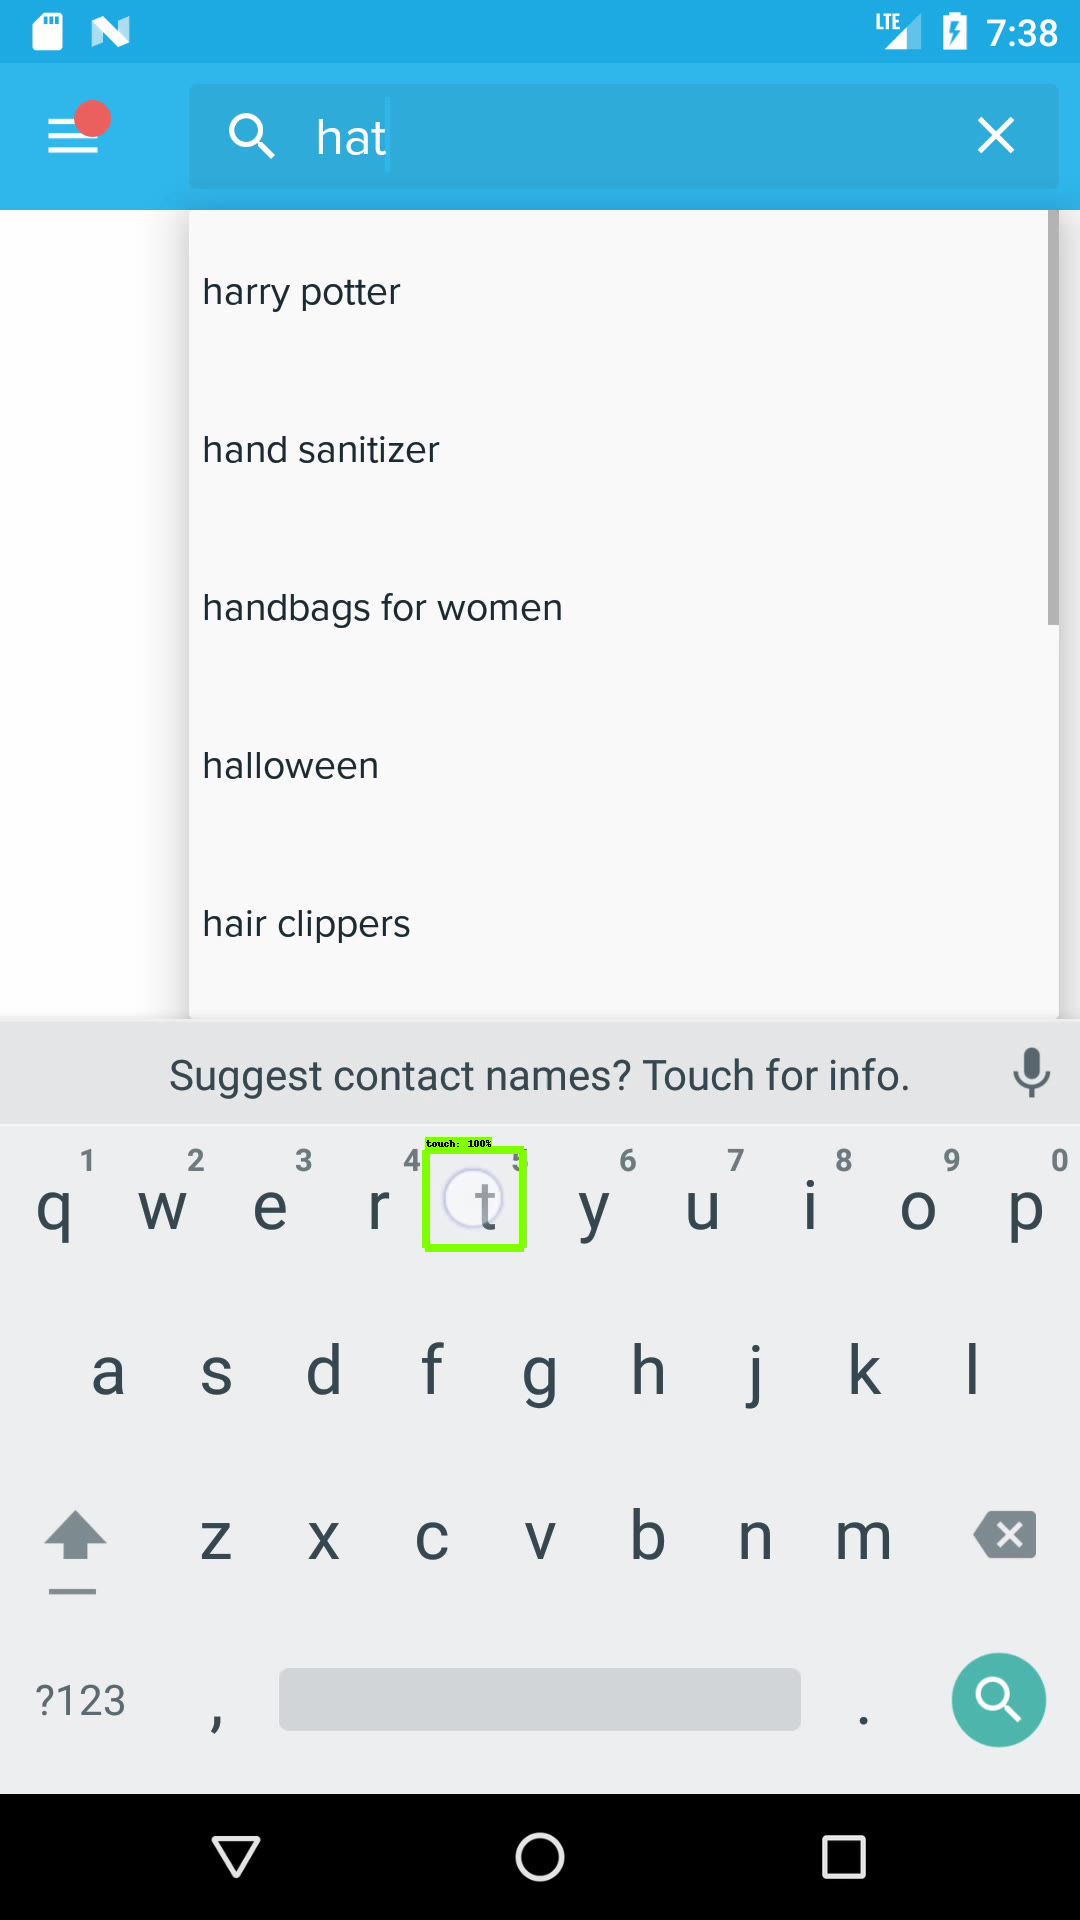 LTE 7:38
hat
harry potter
hand sanitizer
handbags for women
halloween
hair clippers
Suggest contact names? Touch for info.
touch: 100%
1 2 3 4 5 6 7 8 9 0
q w e r t y u i o p
a s d f g h j k l
z x c v b n m
?123 , .